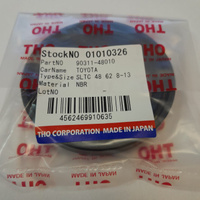 StockNO 01010326
PartNO 90311-48010
CarName TOYOTA
Type&Size SLTC 48 62 8-13
Material NBR
LotNO
4562469910635
THO CORPORATION MADE IN JAPAN
THO